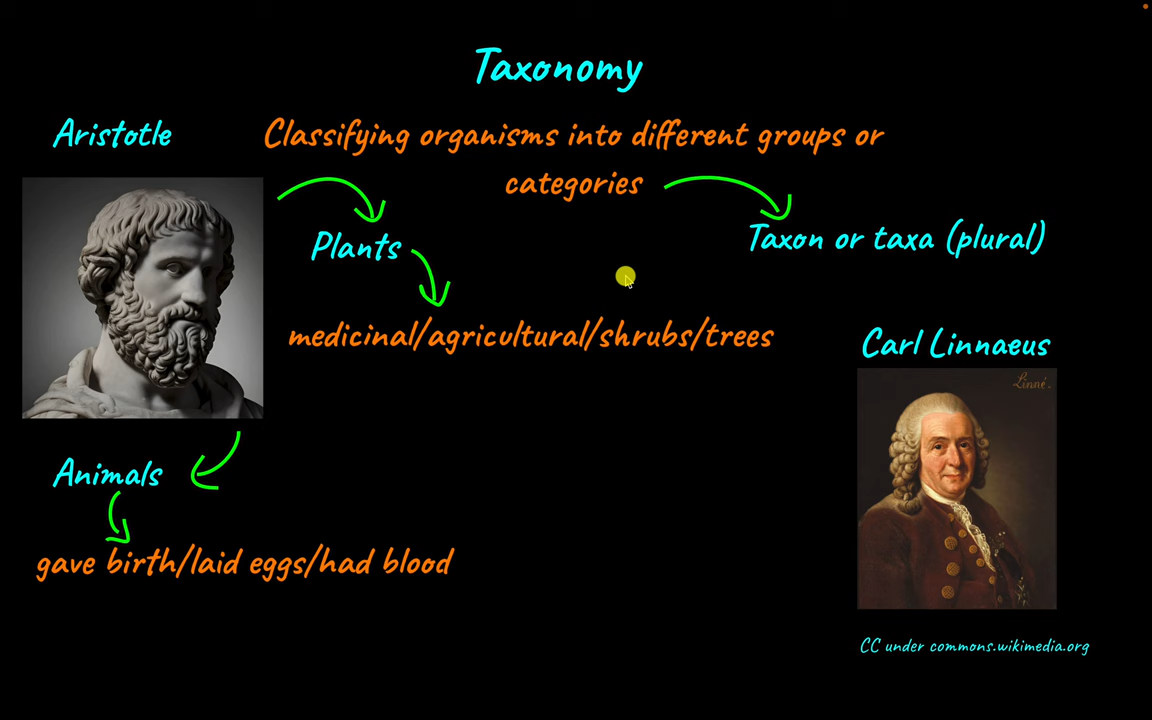 Taxonomy
Aristotle
Classifying organisms into different groups or
categories
Plants
Taxon or taxa (plural)
medicinal/agricultural/shrubs/trees
Carl Linnaeus
Linné.
Animals
gave birth/laid eggs/had blood
CC under commons.wikimedia.org